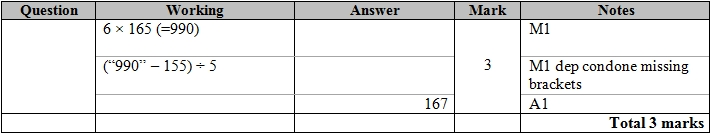 Question Working Answer Mark Notes
6 × 165 (=990) M1
(“990” – 155) ÷ 5 3 M1 dep condone missing
brackets
167 A1
Total 3 marks